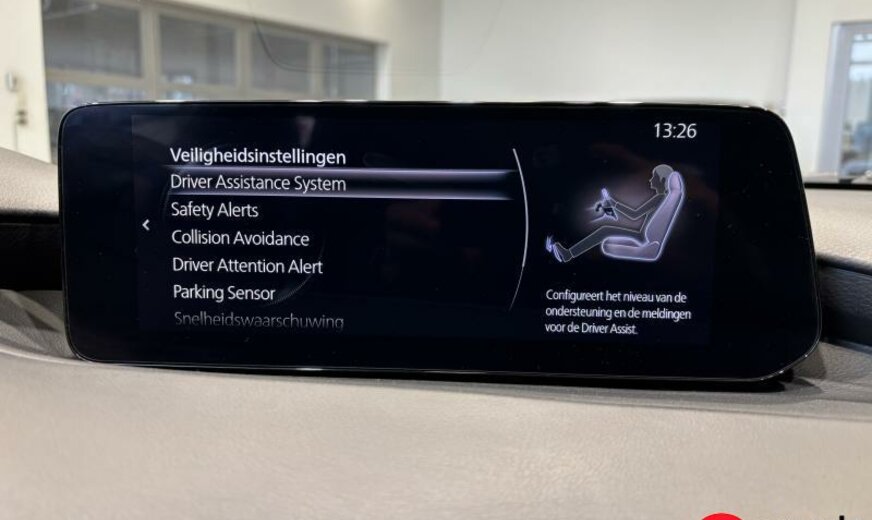 13:26
Veiligheidsinstellingen
Driver Assistance System
Safety Alerts
Collision Avoidance
Driver Attention Alert
Parking Sensor
Snelheidswaarschuwing
Configureert het niveau van de
ondersteuning en de meldingen
voor de Driver Assist.